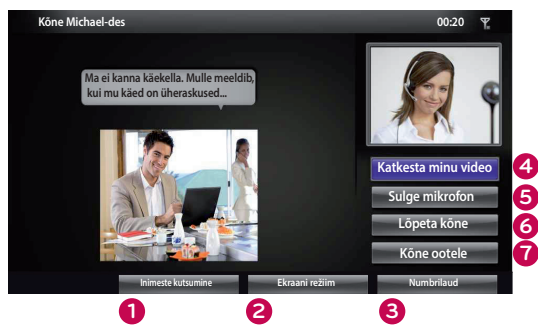 Kõne Michael-des
00:20
Ma ei kanna käekella. Mulle meeldib,
kui mu käed on üheraskused...
Katkesta minu video
4
Sulge mikrofon
5
Lõpeta kõne
6
Kõne ootele
7
Inimeste kutsumine
Ekraani režiim
Numbrilaud
1
2
3